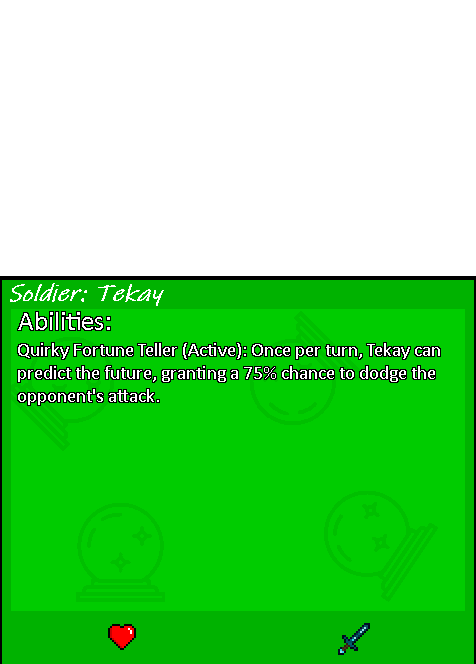 Soldier: Tekay
Abilities:
Quirky Fortune Teller (Active): Once per turn, Tekay can
predict the future, granting a 75% chance to dodge the
opponent's attack.